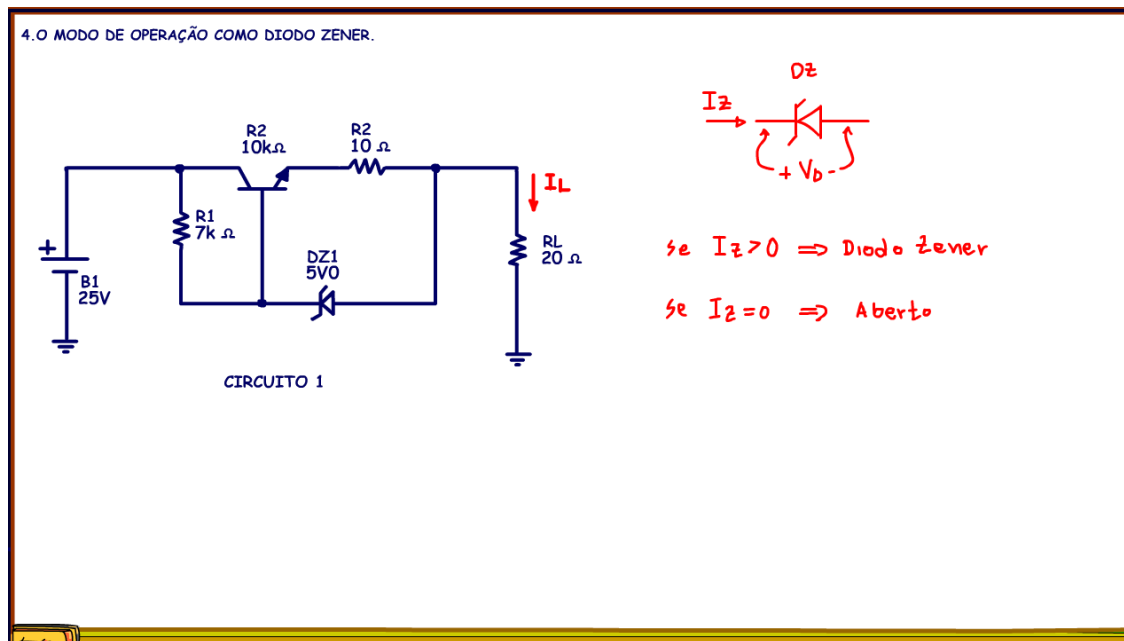 4.O MODO DE OPERAÇÃO COMO DIODO ZENER.
DZ
IZ
+ VD -
R2
10kΩ
R2
10 Ω
IL
R1
7k Ω
DZ1
5V0
RL
20 Ω
+
B1
25V
se IZ>0 => Diodo Zener
se IZ=0 => Aberto
CIRCUITO 1